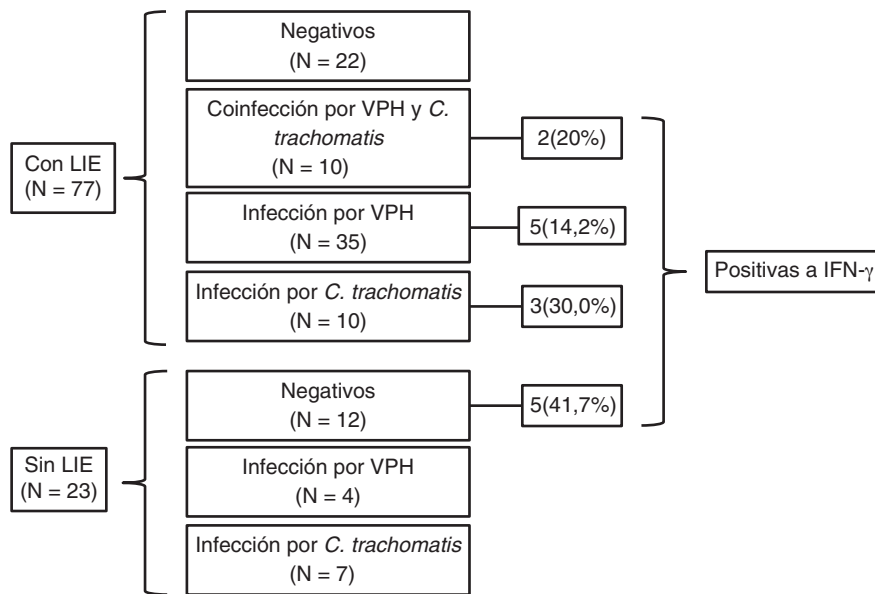 Negativos
(N = 22)
Coinfección por VPH y C.
trachomatis
(N = 10)
2(20%)
Con LIE
(N = 77)
Infección por VPH
(N = 35)
5(14,2%)
Infección por C. trachomatis
(N = 10)
3(30,0%)
Positivas a IFN-γ
Negativos
(N = 12)
5(41,7%)
Sin LIE
(N = 23)
Infección por VPH
(N = 4)
Infección por C. trachomatis
(N = 7)